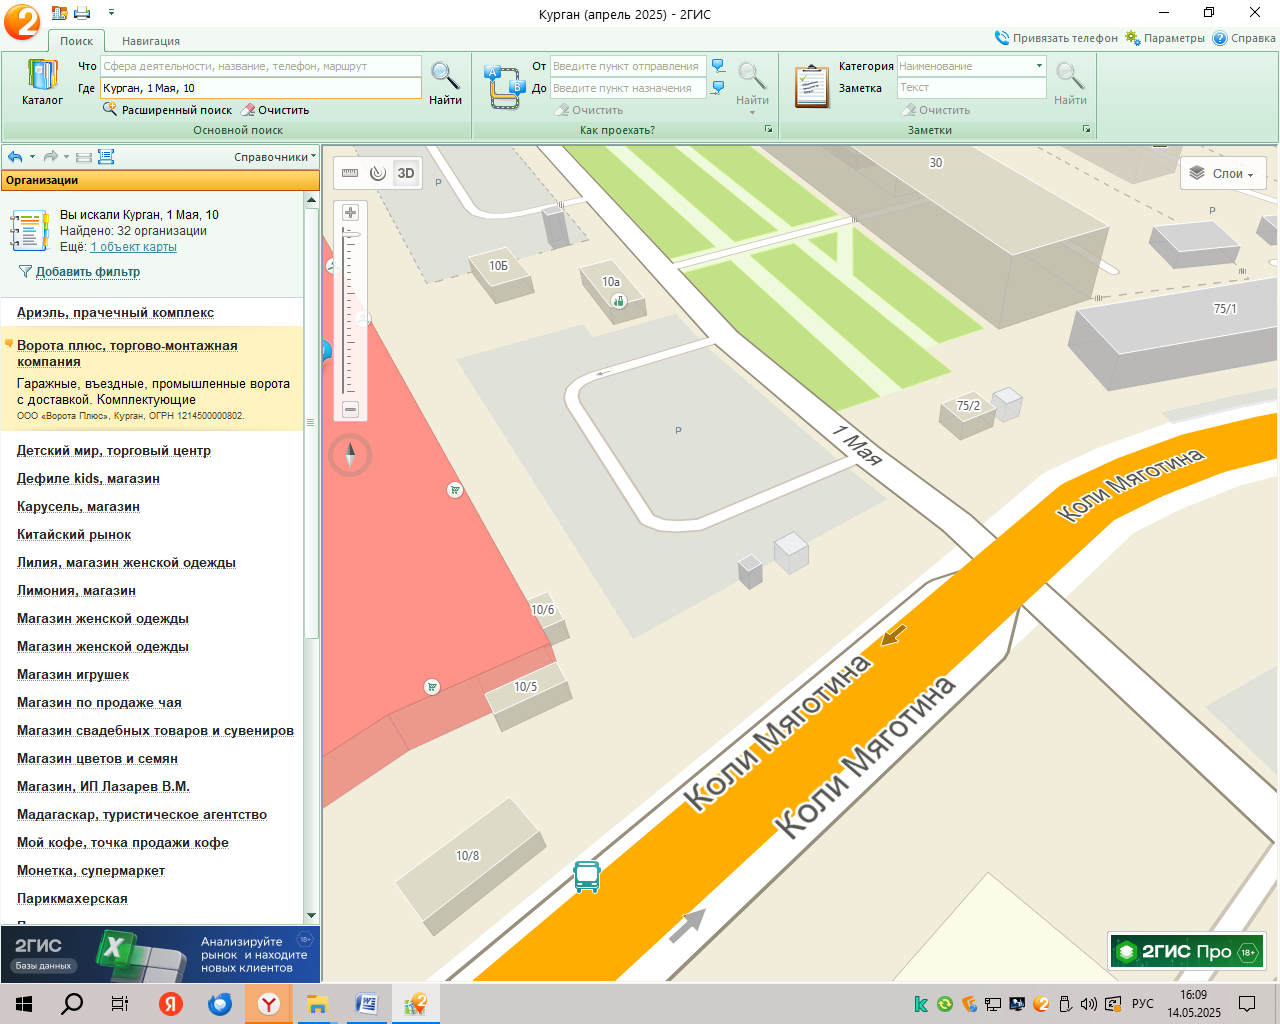 Курган (апрель 2025) - 2ГИС
Поиск
Навигация
Привязать телефон
Параметры
Справка
Каталог
Что
Сфера деятельности, название, телефон, маршрут
Где
Курган, 1 Мая, 10
Найти
Расширенный поиск
Очистить
Основной поиск
От
Введите пункт отправления
До
Введите пункт назначения
Найти
Очистить
Как проехать?
Категория
Наименование
Заметка
Текст
Найти
Очистить
Заметки
Справочники
Организации
Вы искали Курган, 1 Мая, 10
Найдено: 32 организации
Ещё: 1 объект карты
Добавить фильтр
Ариэль, прачечный комплекс
Ворота плюс, торгово-монтажная
компания
Гаражные, въездные, промышленные ворота
с доставкой. Комплектующие
ООО «Ворота Плюс», Курган, ОГРН 1214500000802.
Детский мир, торговый центр
Дефиле kids, магазин
Карусель, магазин
Китайский рынок
Лилия, магазин женской одежды
Лимония, магазин
Магазин женской одежды
Магазин женской одежды
Магазин игрушек
Магазин по продаже чая
Магазин свадебных товаров и сувениров
Магазин цветов и семян
Магазин, ИП Лазарев В.М.
Мадагаскар, туристическое агентство
Мой кофе, точка продажи кофе
Монетка, супермаркет
Парикмахерская
2ГИС
Базы данных
Анализируйте
рынок и находите
новых клиентов
18+
3D
Слои
30
P
P
10Б
10а
75/1
75/2
P
1 Мая
Коли Мяготина
10/6
10/5
Коли Мяготина
Коли Мяготина
10/8
2ГИС Про
18+
РУС
16:09
14.05.2025